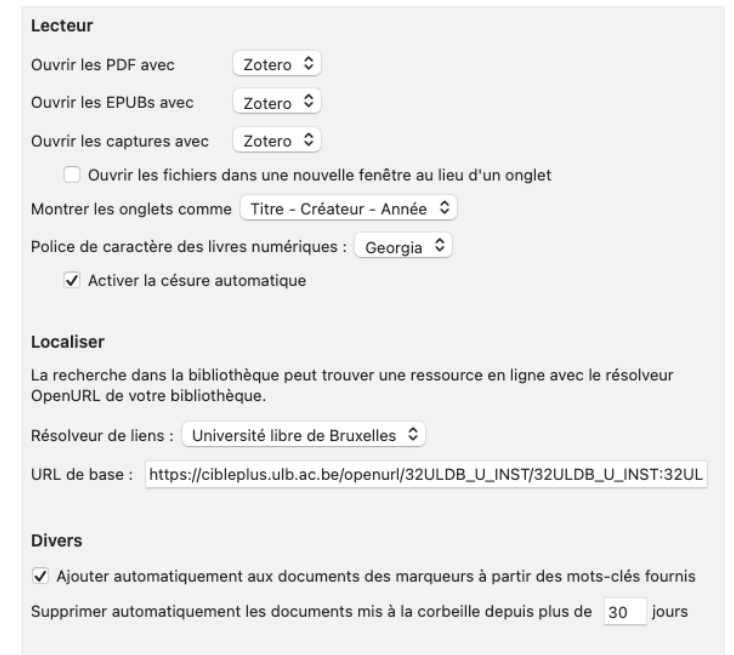 Lecteur
Ouvrir les PDF avec Zotero
Ouvrir les EPUBs avec Zotero
Ouvrir les captures avec Zotero
Ouvrir les fichiers dans une nouvelle fenêtre au lieu d'un onglet
Montrer les onglets comme Titre - Créateur - Année
Police de caractère des livres numériques : Georgia
Activer la césure automatique
Localiser
La recherche dans la bibliothèque peut trouver une ressource en ligne avec le résolveur
OpenURL de votre bibliothèque.
Résolveur de liens : Université libre de Bruxelles
URL de base : https://cibleplus.ulb.ac.be/openurl/32ULDB_U_INST/32ULDB_U_INST:32UL
Divers
Ajouter automatiquement aux documents des marqueurs à partir des mots-clés fournis
Supprimer automatiquement les documents mis à la corbeille depuis plus de 30 jours